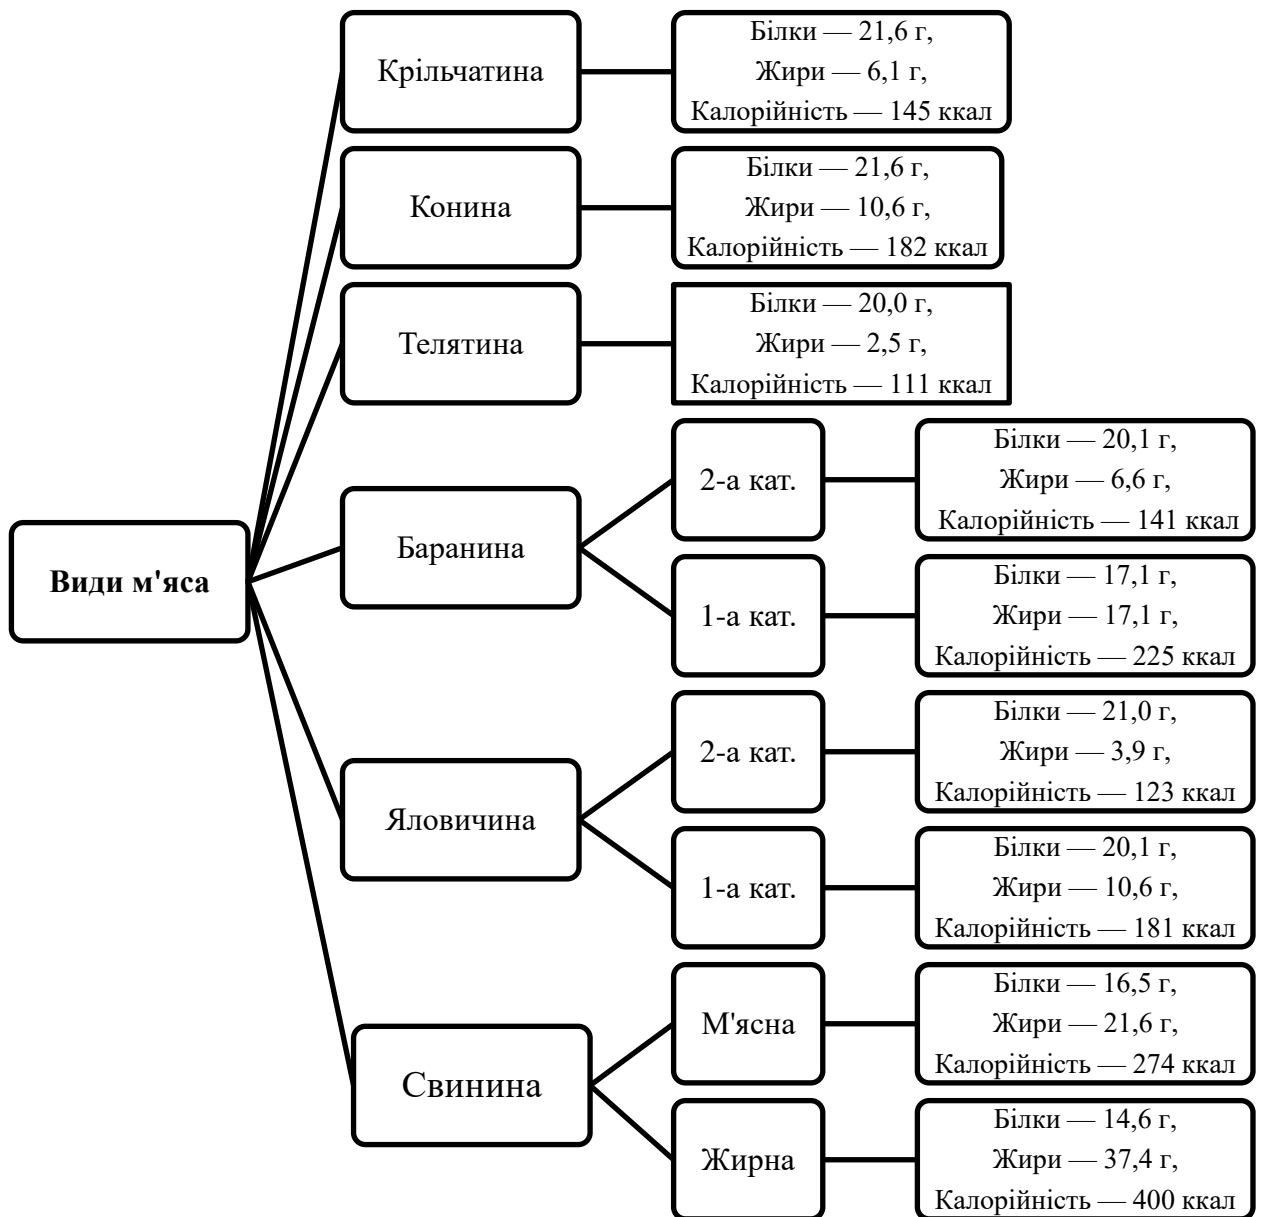 Види м'яса
Крільчатина
Білки — 21,6 г,
Жири — 6,1 г,
Калорійність — 145 ккал
Конина
Білки — 21,6 г,
Жири — 10,6 г,
Калорійність — 182 ккал
Телятина
Білки — 20,0 г,
Жири — 2,5 г,
Калорійність — 111 ккал
Баранина
2-а кат.
Білки — 20,1 г,
Жири — 6,6 г,
Калорійність — 141 ккал
1-а кат.
Білки — 17,1 г,
Жири — 17,1 г,
Калорійність — 225 ккал
Яловичина
2-а кат.
Білки — 21,0 г,
Жири — 3,9 г,
Калорійність — 123 ккал
1-а кат.
Білки — 20,1 г,
Жири — 10,6 г,
Калорійність — 181 ккал
Свинина
М'ясна
Білки — 16,5 г,
Жири — 21,6 г,
Калорійність — 274 ккал
Жирна
Білки — 14,6 г,
Жири — 37,4 г,
Калорійність — 400 ккал